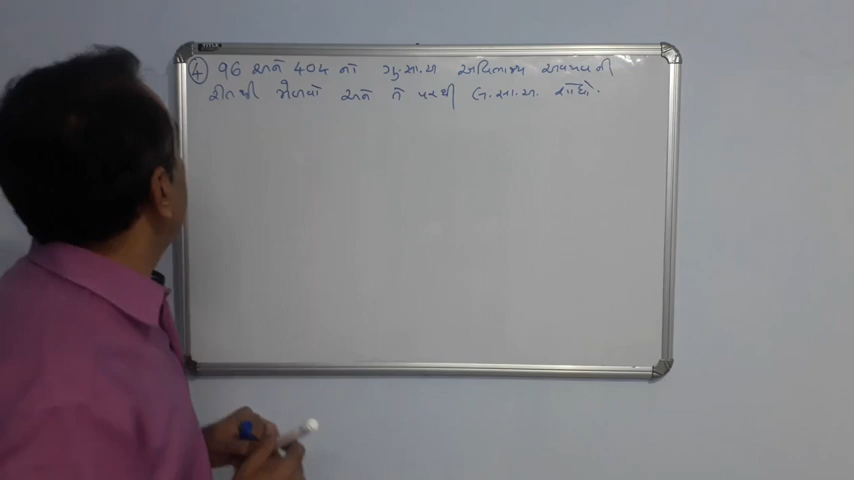 ④ 96 અને 404 નો ગુ.સા.અ અવિભાજ્ય અવયવની
રીતથી મેળવો અને તે પરથી લ.સા.અ. શોધો.